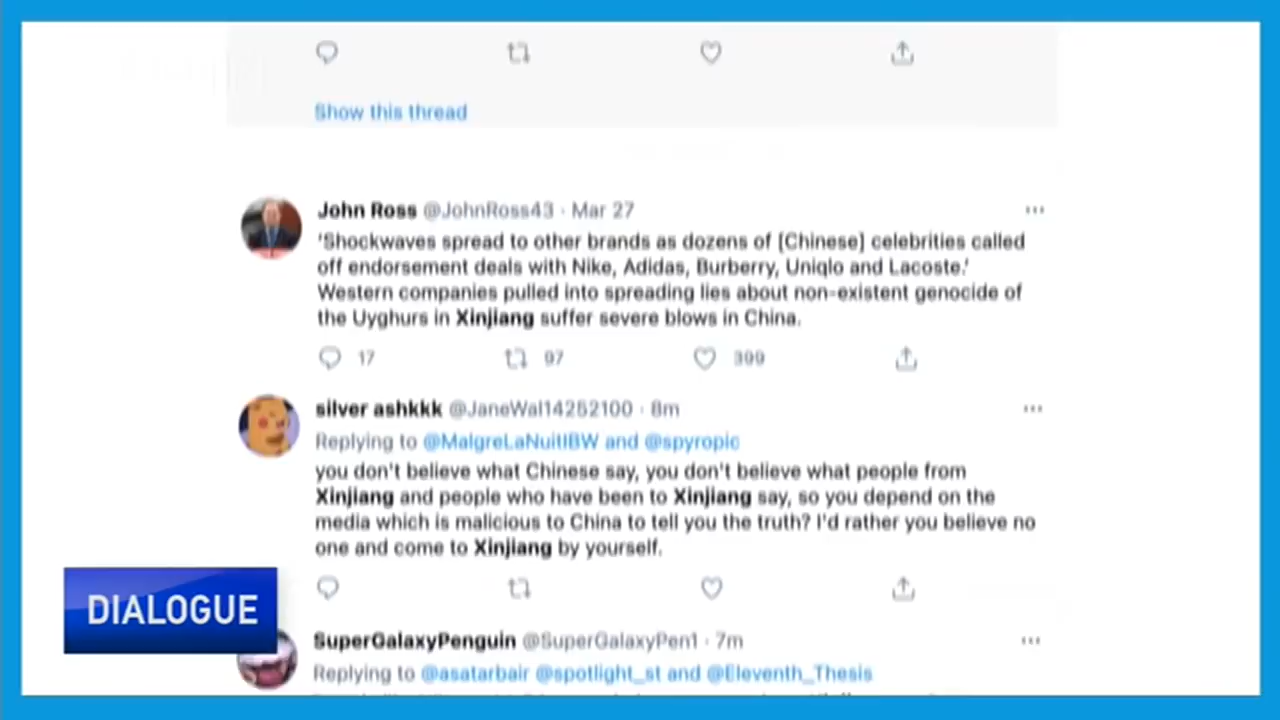 Show this thread
John Ross @JohnRoss43 · Mar 27
'Shockwaves spread to other brands as dozens of [Chinese] celebrities called
off endorsement deals with Nike, Adidas, Burberry, Uniqlo and Lacoste.'
Western companies pulled into spreading lies about non-existent genocide of
the Uyghurs in Xinjiang suffer severe blows in China.
17 97 399
silver ashkkk @JaneWal14252100 · 8m
Replying to @MalgreLaNuitIBW and @spyropic
you don't believe what Chinese say, you don't believe what people from
Xinjiang and people who have been to Xinjiang say, so you depend on the
media which is malicious to China to tell you the truth? I'd rather you believe no
one and come to Xinjiang by yourself.
DIALOGUE
SuperGalaxyPenguin @SuperGalaxyPen1 · 7m
Replying to @asatarbair @spotlight_st and @Eleventh_Thesis